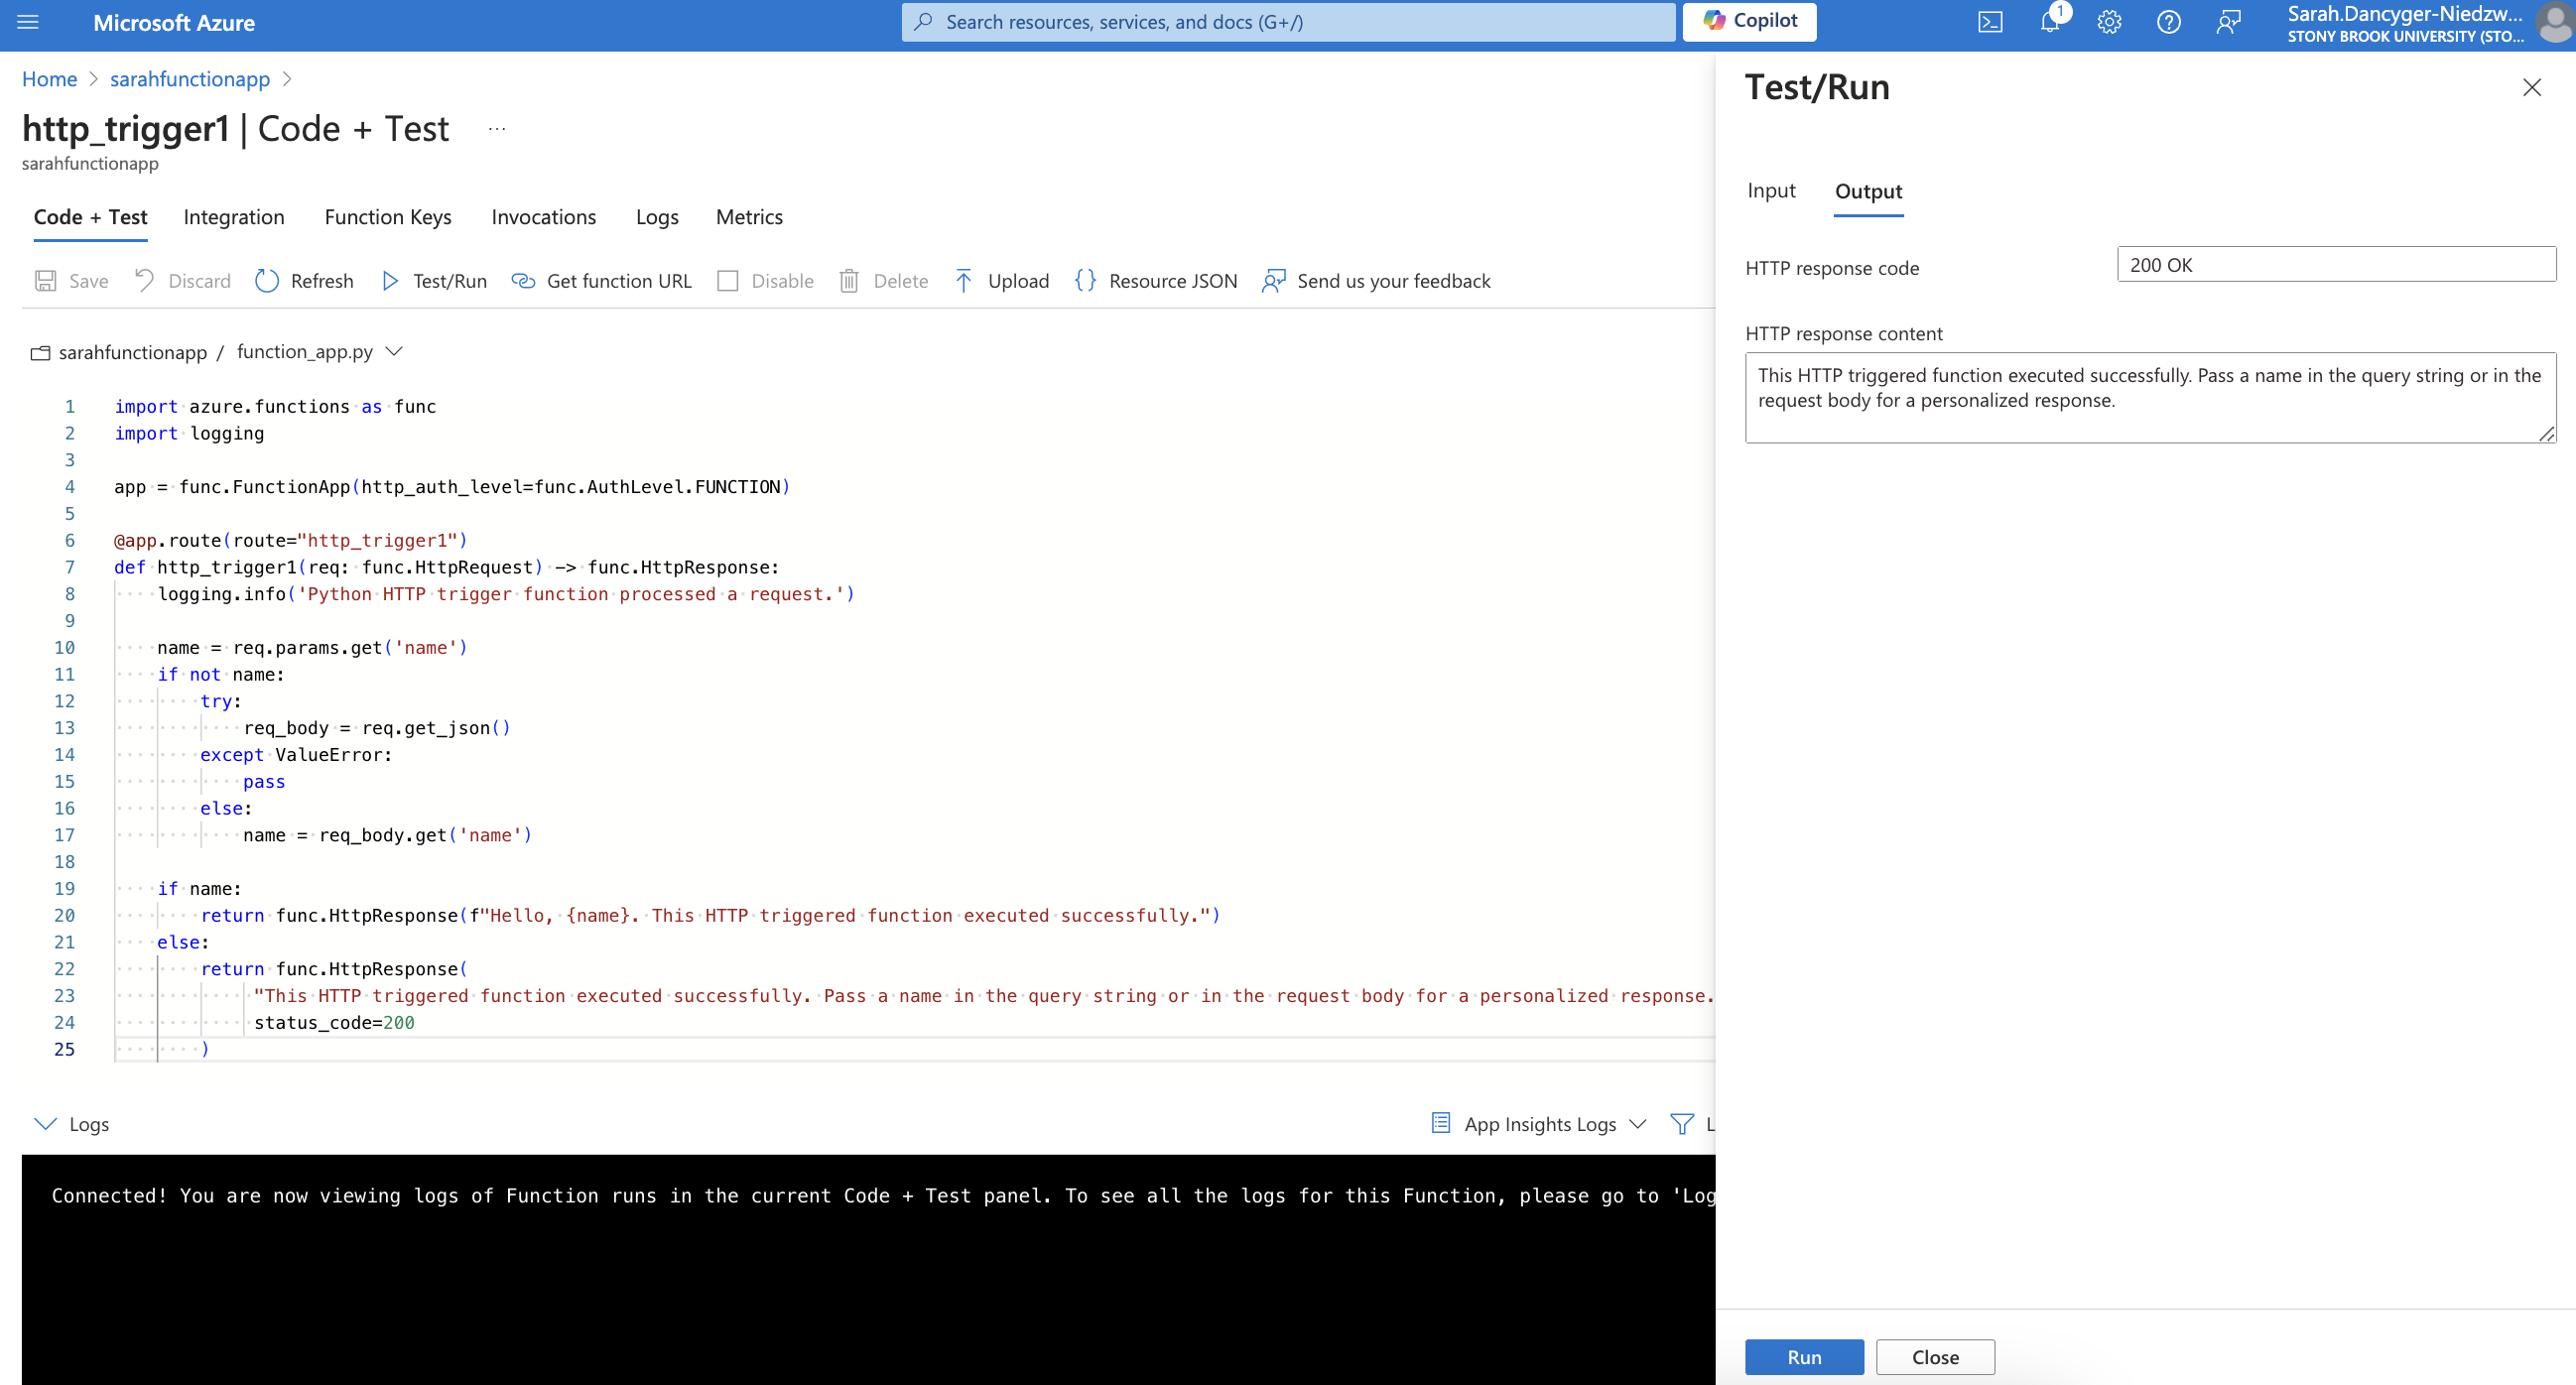 Microsoft Azure
Search resources, services, and docs (G+/)
Copilot
1
Sarah.Dancyger-Niedzw...
STONY BROOK UNIVERSITY (STO...
Home > sarahfunctionapp >
http_trigger1 | Code + Test ...
sarahfunctionapp
Code + Test Integration Function Keys Invocations Logs Metrics
Save Discard Refresh Test/Run Get function URL Disable Delete Upload Resource JSON Send us your feedback
sarahfunctionapp / function_app.py
1 import azure.functions as func
2 import logging
3
4 app = func.FunctionApp(http_auth_level=func.AuthLevel.FUNCTION)
5
6 @app.route(route="http_trigger1")
7 def http_trigger1(req: func.HttpRequest) -> func.HttpResponse:
8     logging.info('Python HTTP trigger function processed a request.')
9
10     name = req.params.get('name')
11     if not name:
12         try:
13             req_body = req.get_json()
14         except ValueError:
15             pass
16         else:
17             name = req_body.get('name')
18
19     if name:
20         return func.HttpResponse(f"Hello, {name}. This HTTP triggered function executed successfully.")
21     else:
22         return func.HttpResponse(
23              "This HTTP triggered function executed successfully. Pass a name in the query string or in the request body for a personalized response.
24              status_code=200
25         )
Logs
App Insights Logs
L
Connected! You are now viewing logs of Function runs in the current Code + Test panel. To see all the logs for this Function, please go to 'Log
Test/Run
Input Output
HTTP response code
200 OK
HTTP response content
This HTTP triggered function executed successfully. Pass a name in the query string or in the
request body for a personalized response.
Run Close